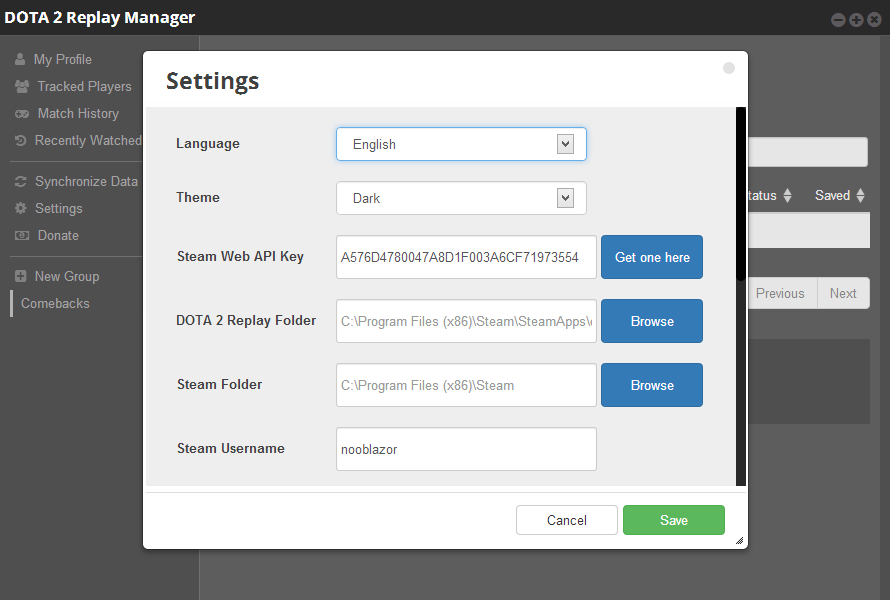 DOTA 2 Replay Manager
My Profile
Tracked Players
Match History
Recently Watched
Synchronize Data
Settings
Donate
New Group
Comebacks
Settings
Language English
Theme Dark
Steam Web API Key A576D4780047A8D1F003A6CF71973554 Get one here
DOTA 2 Replay Folder C:\Program Files (x86)\Steam\SteamApps\ Browse
Steam Folder C:\Program Files (x86)\Steam Browse
Steam Username nooblazor
Cancel Save
tatus Saved
Previous Next